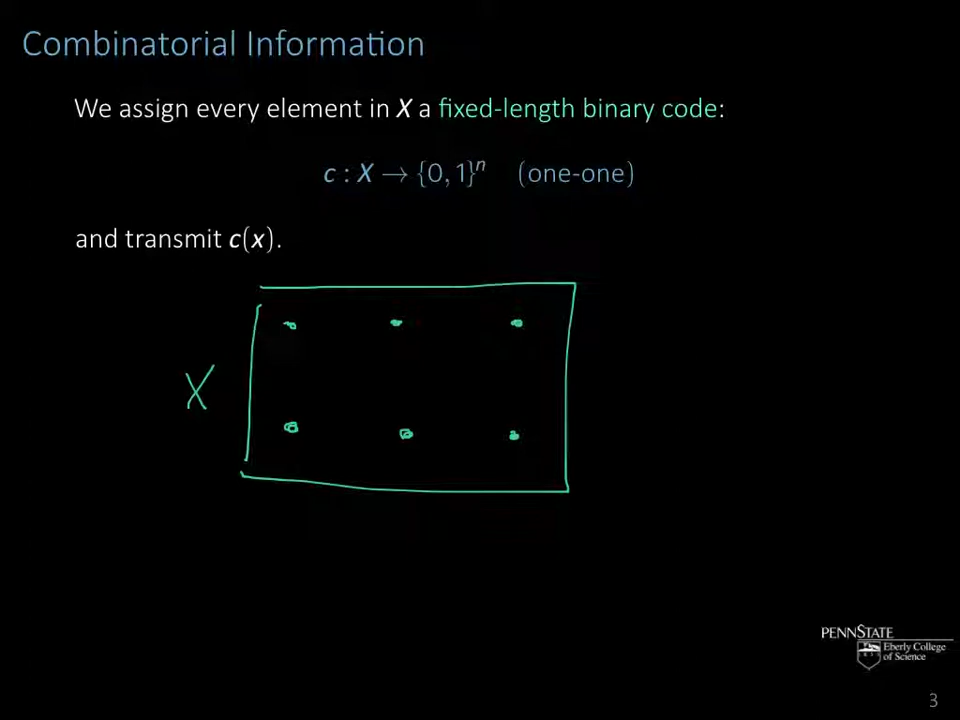 Combinatorial Information
We assign every element in X a fixed-length binary code:
c : X → {0, 1}ⁿ (one-one)
and transmit c(x).
X
PENNSTATE
Eberly College
of Science
3